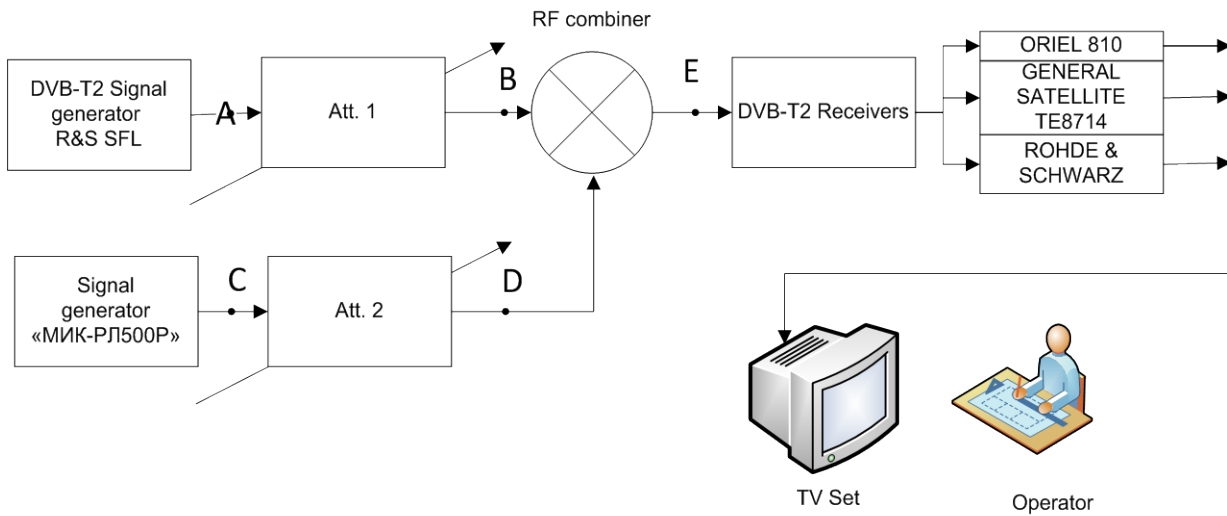 RF combiner
DVB-T2 Signal
generator
R&S SFL
A
Att. 1
B
E
DVB-T2 Receivers
ORIEL 810
GENERAL
SATELLITE
TE8714
ROHDE &
SCHWARZ
Signal
generator
«МИК-РЛ500Р»
C
Att. 2
D
TV Set
Operator